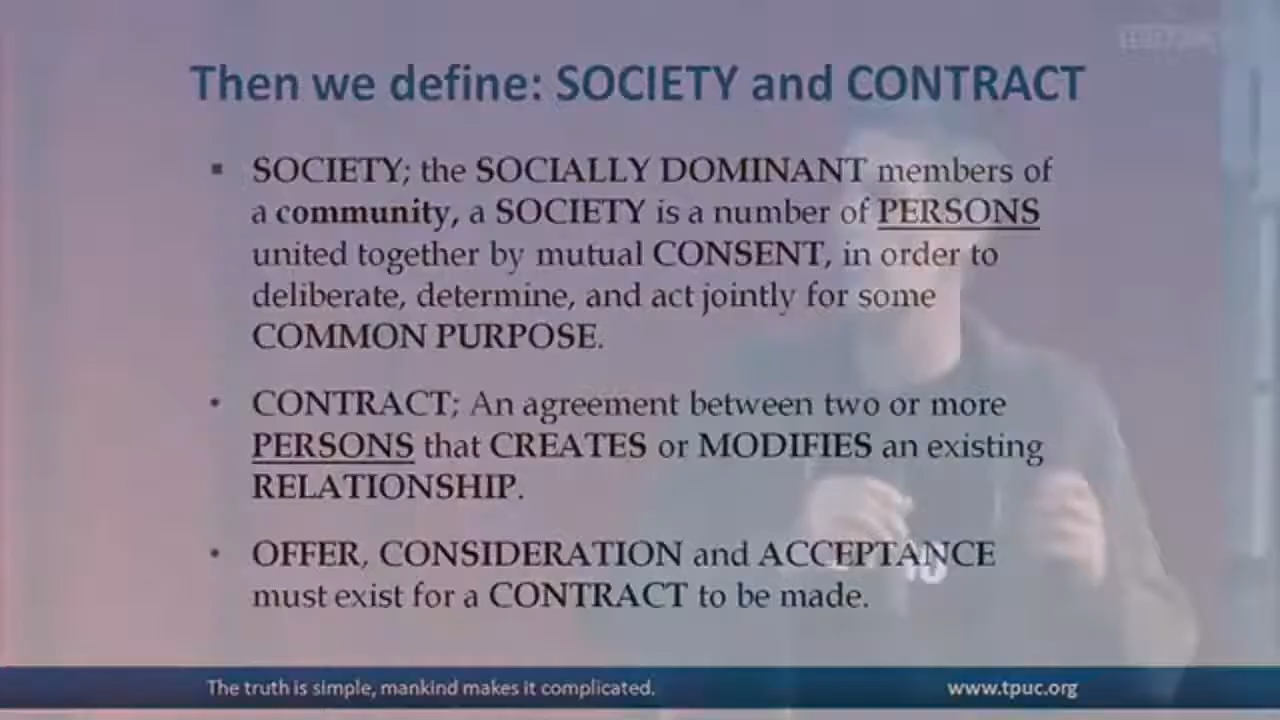 Then we define: SOCIETY and CONTRACT
▪ SOCIETY; the SOCIALLY DOMINANT members of
a community, a SOCIETY is a number of PERSONS
united together by mutual CONSENT, in order to
deliberate, determine, and act jointly for some
COMMON PURPOSE.
• CONTRACT; An agreement between two or more
PERSONS that CREATES or MODIFIES an existing
RELATIONSHIP.
• OFFER, CONSIDERATION and ACCEPTANCE
must exist for a CONTRACT to be made.
The truth is simple, mankind makes it complicated.
www.tpuc.org